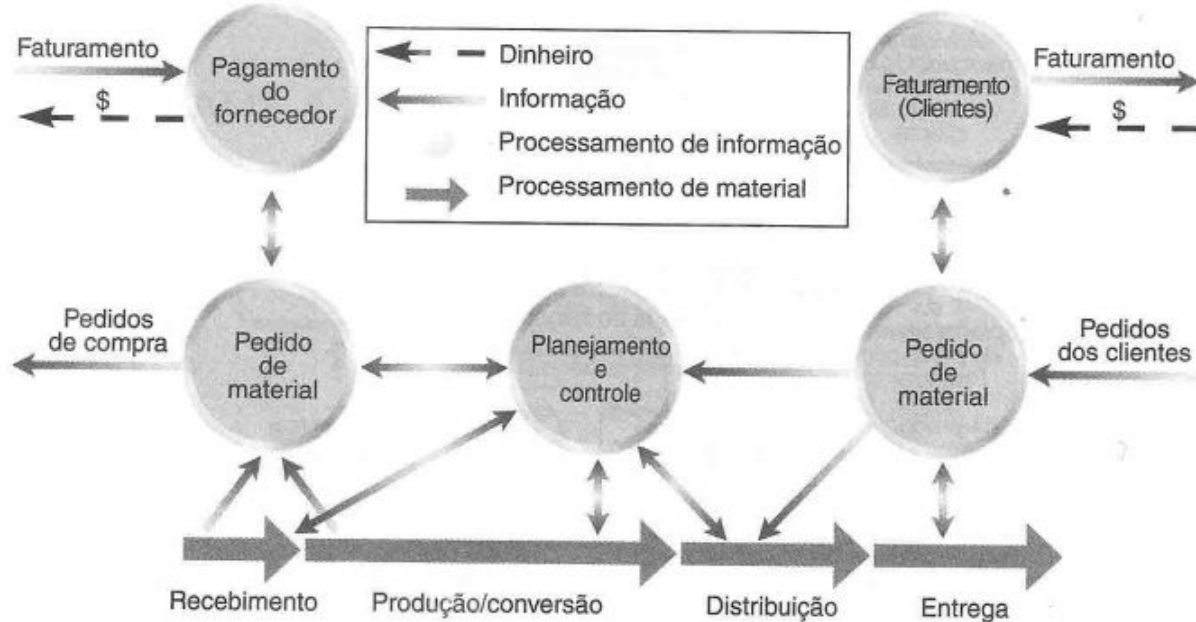 Faturamento
$
Pagamento
do
fornecedor
Dinheiro
Informação
Processamento de informação
Processamento de material
Faturamento
(Clientes)
Faturamento
$
Pedidos
de compra
Pedido
de
material
Planejamento
e
controle
Pedido
de
material
Pedidos
dos clientes
Recebimento
Produção/conversão
Distribuição
Entrega